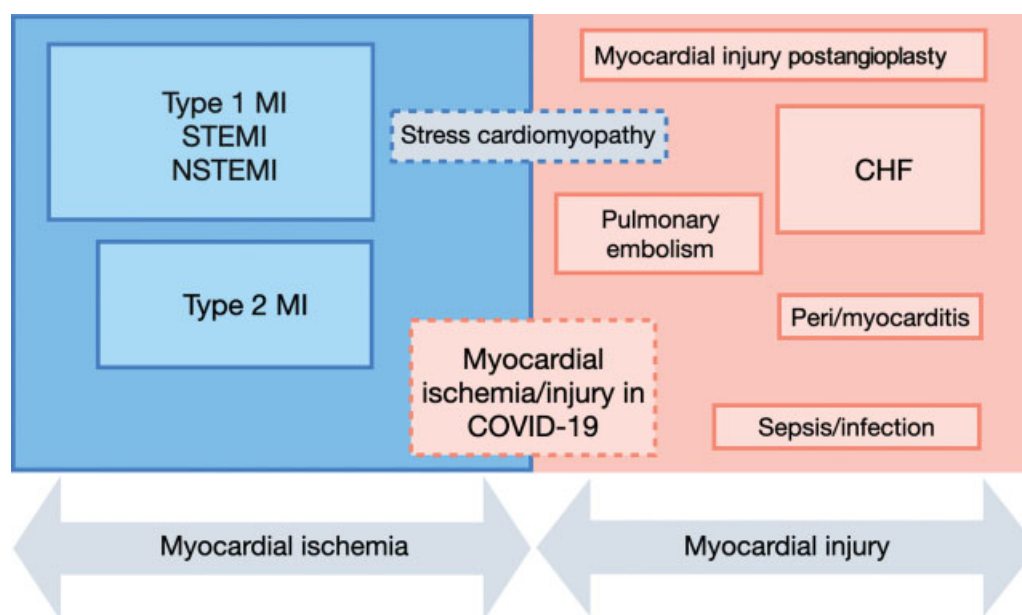 Type 1 MI
STEMI
NSTEMI
Type 2 MI
Stress cardiomyopathy
Myocardial
ischemia/injury in
COVID-19
Myocardial injury postangioplasty
CHF
Pulmonary
embolism
Peri/myocarditis
Sepsis/infection
Myocardial ischemia
Myocardial injury